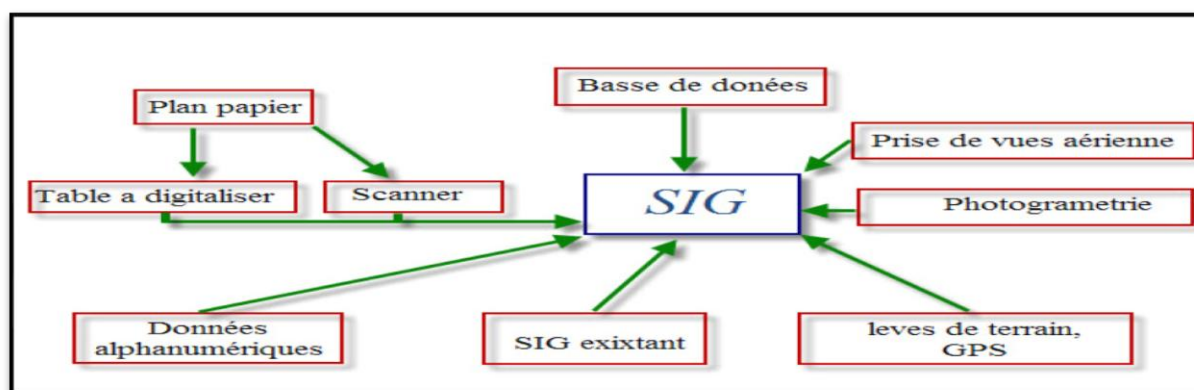 Basse de donées
Plan papier
Prise de vues aérienne
Table a digitaliser
Scanner
SIG
Photogrametrie
Données
alphanumériques
SIG exixtant
leves de terrain,
GPS